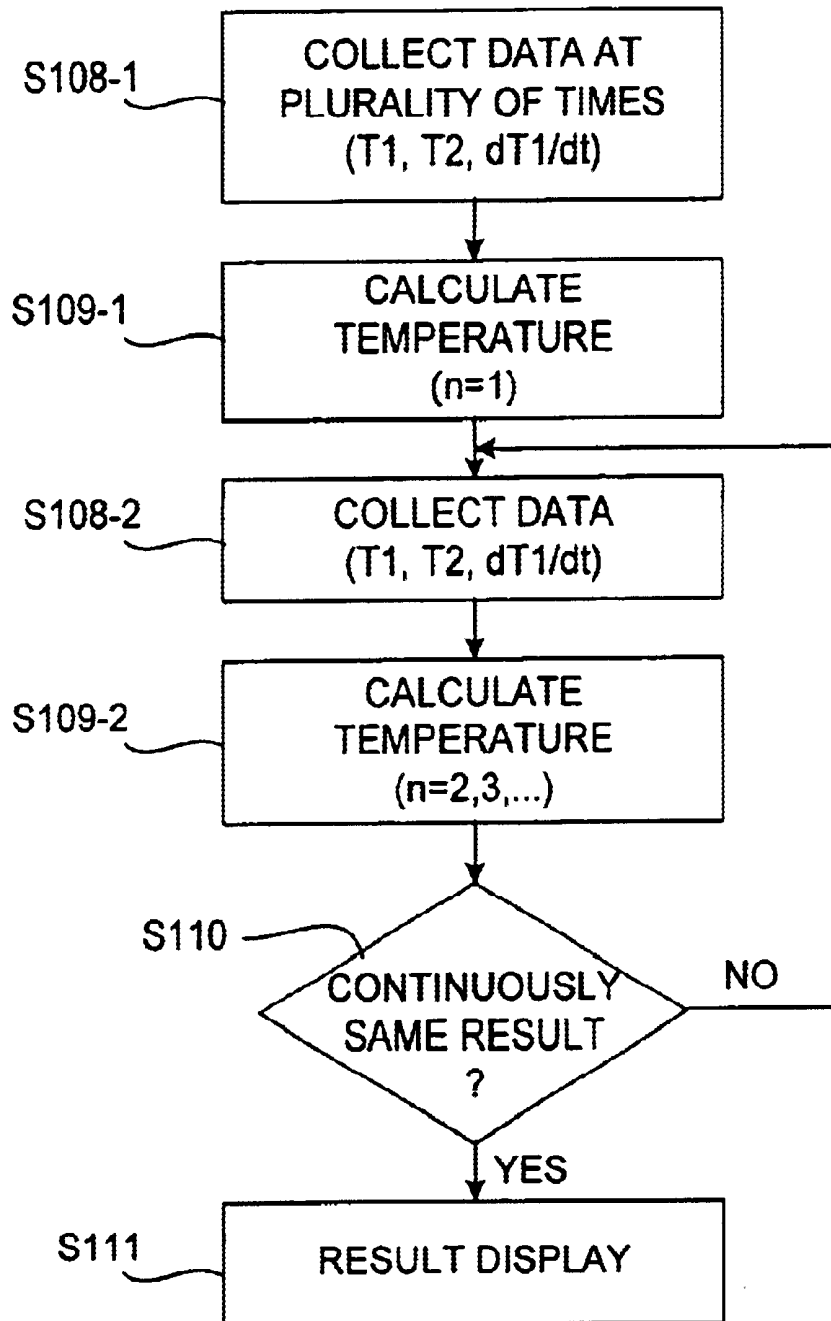 S108-1
COLLECT DATA AT
PLURALITY OF TIMES
(T1, T2, dT1/dt)
S109-1
CALCULATE
TEMPERATURE
(n=1)
S108-2
COLLECT DATA
(T1, T2, dT1/dt)
S109-2
CALCULATE
TEMPERATURE
(n=2,3,...)
S110
CONTINUOUSLY
SAME RESULT
?
NO
YES
S111
RESULT DISPLAY